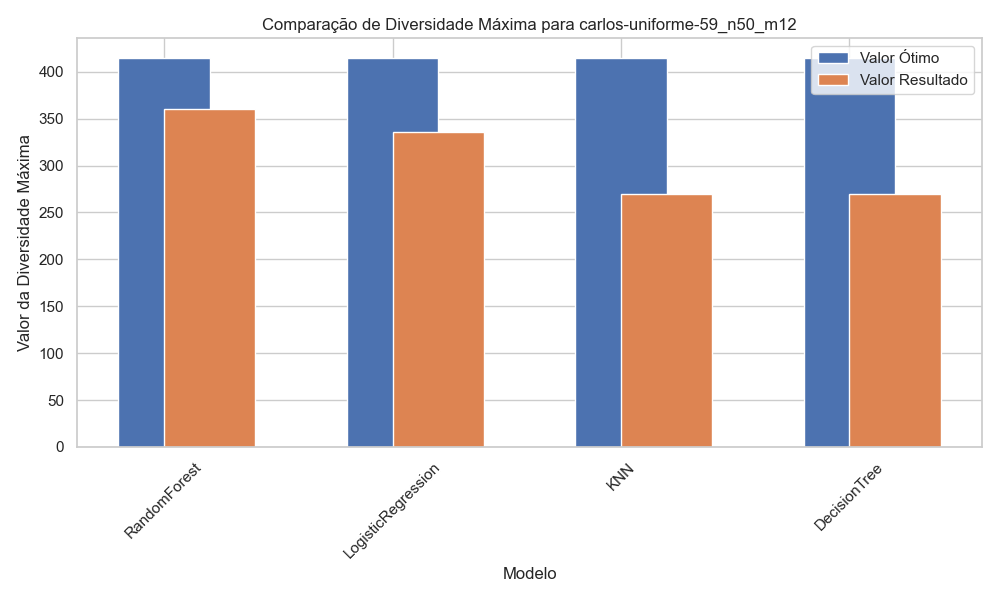 Comparação de Diversidade Máxima para carlos-uniforme-59_n50_m12
Valor Ótimo
Valor Resultado
Valor da Diversidade Máxima
400
350
300
250
200
150
100
50
0
RandomForest
LogisticRegression
KNN
DecisionTree
Modelo